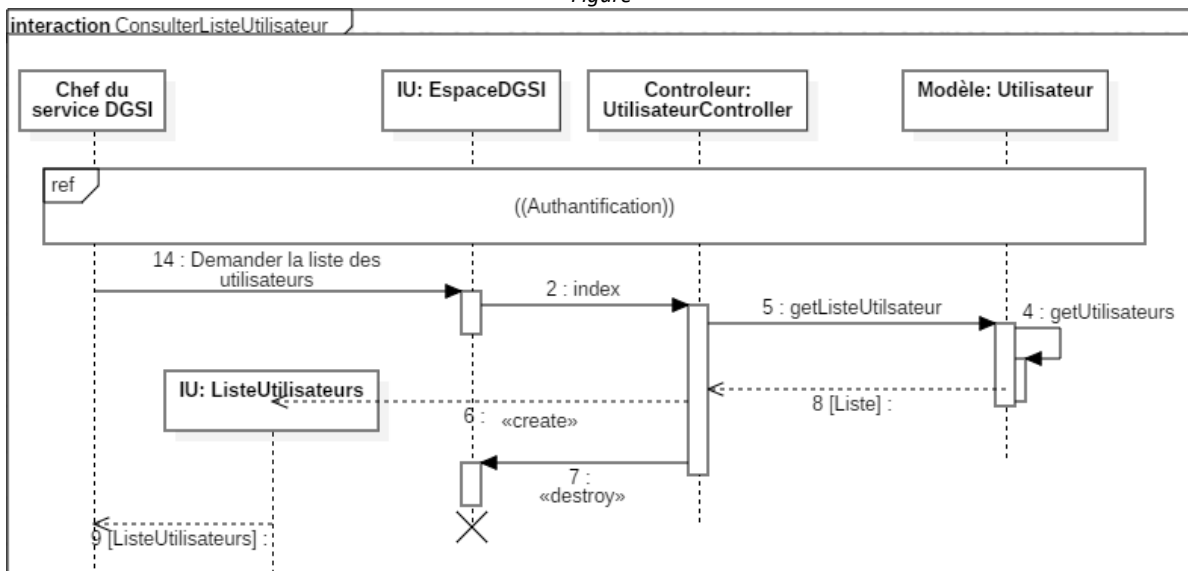 Figure
interaction ConsulterListeUtilisateur
Chef du
service DGSI
IU: EspaceDGSI
Controleur:
UtilisateurController
Modèle: Utilisateur
ref
((Authantification))
14 : Demander la liste des
utilisateurs
2 : index
5 : getListeUtilsateur
4 : getUtilisateurs
IU: ListeUtilisateurs
8 [Liste] :
6 :
«create»
7 :
«destroy»
9 [ListeUtilisateurs] :